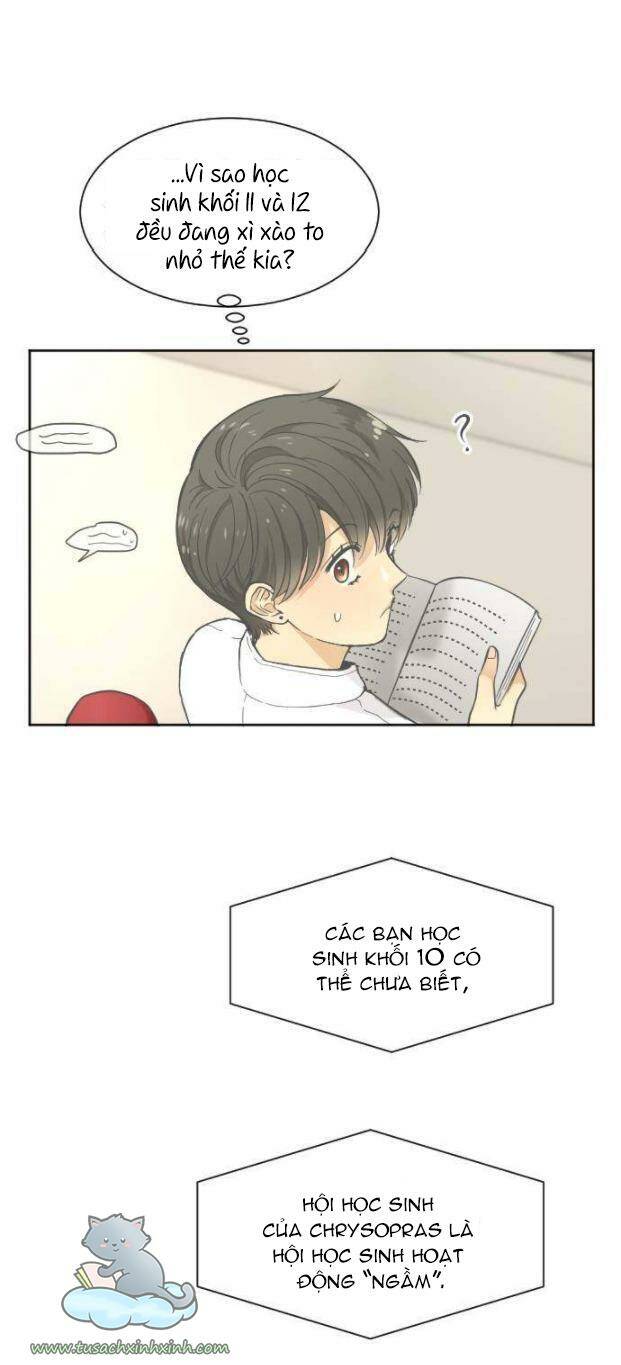 ...Vì sao học
sinh khối 11 và 12
đều đang xì xào to
nhỏ thế kia?
?
CÁC BẠN HỌC
SINH KHỐI 10 CÓ
THỂ CHƯA BIẾT,
HỘI HỌC SINH
CỦA CHRYSOPRAS LÀ
HỘI HỌC SINH HOẠT
ĐỘNG "NGẦM".
www.tusachxinhxinh.com